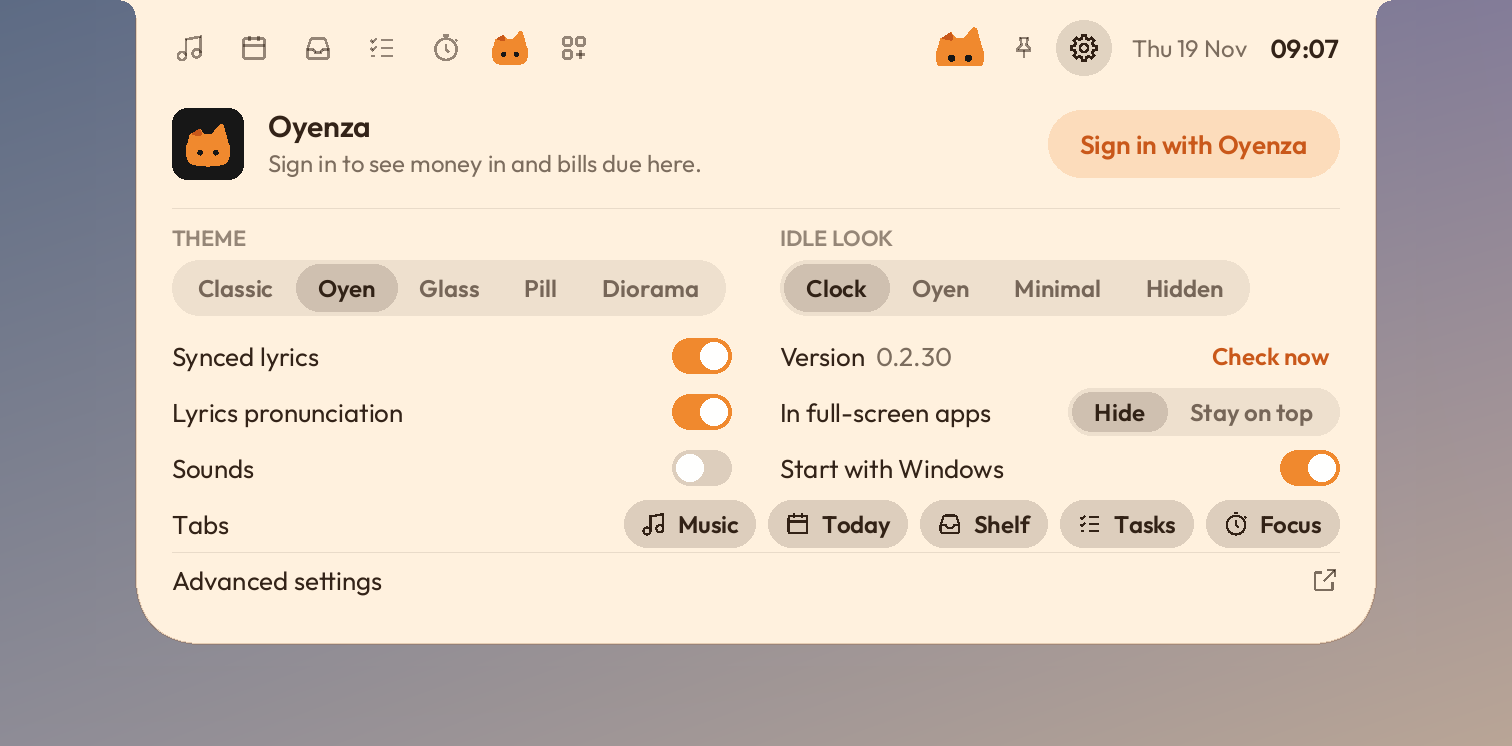 Thu 19 Nov 09:07
Oyenza
Sign in to see money in and bills due here.
Sign in with Oyenza
THEME
Classic Oyen Glass Pill Diorama
IDLE LOOK
Clock Oyen Minimal Hidden
Synced lyrics
Version 0.2.30 Check now
Lyrics pronunciation
In full-screen apps Hide Stay on top
Sounds
Start with Windows
Tabs Music Today Shelf Tasks Focus
Advanced settings